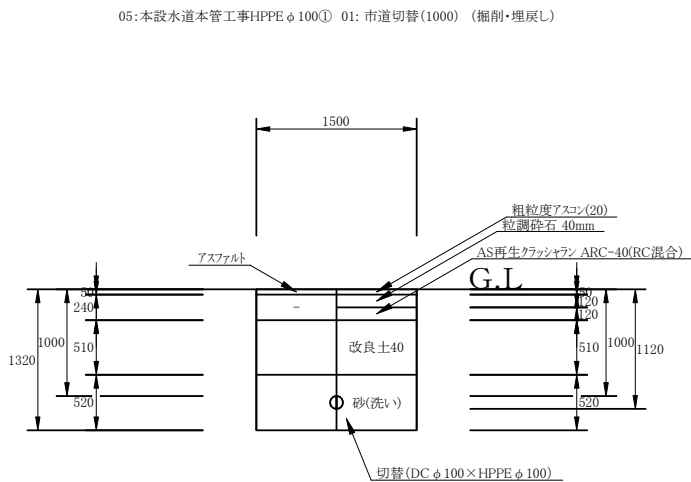 05:本設水道本管工事HPPEφ100① 01: 市道切替(1000) (掘削・埋戻し)
1500
粗粒度アスコン(20)
粒調砕石 40mm
AS再生クラッシャラン ARC-40(RC混合)
アスファルト
G.L
50
240
510
520
1000
1320
-
改良土40
砂(洗い)
50
120
120
510
520
1000
1120
切替(DCφ100×HPPEφ100)